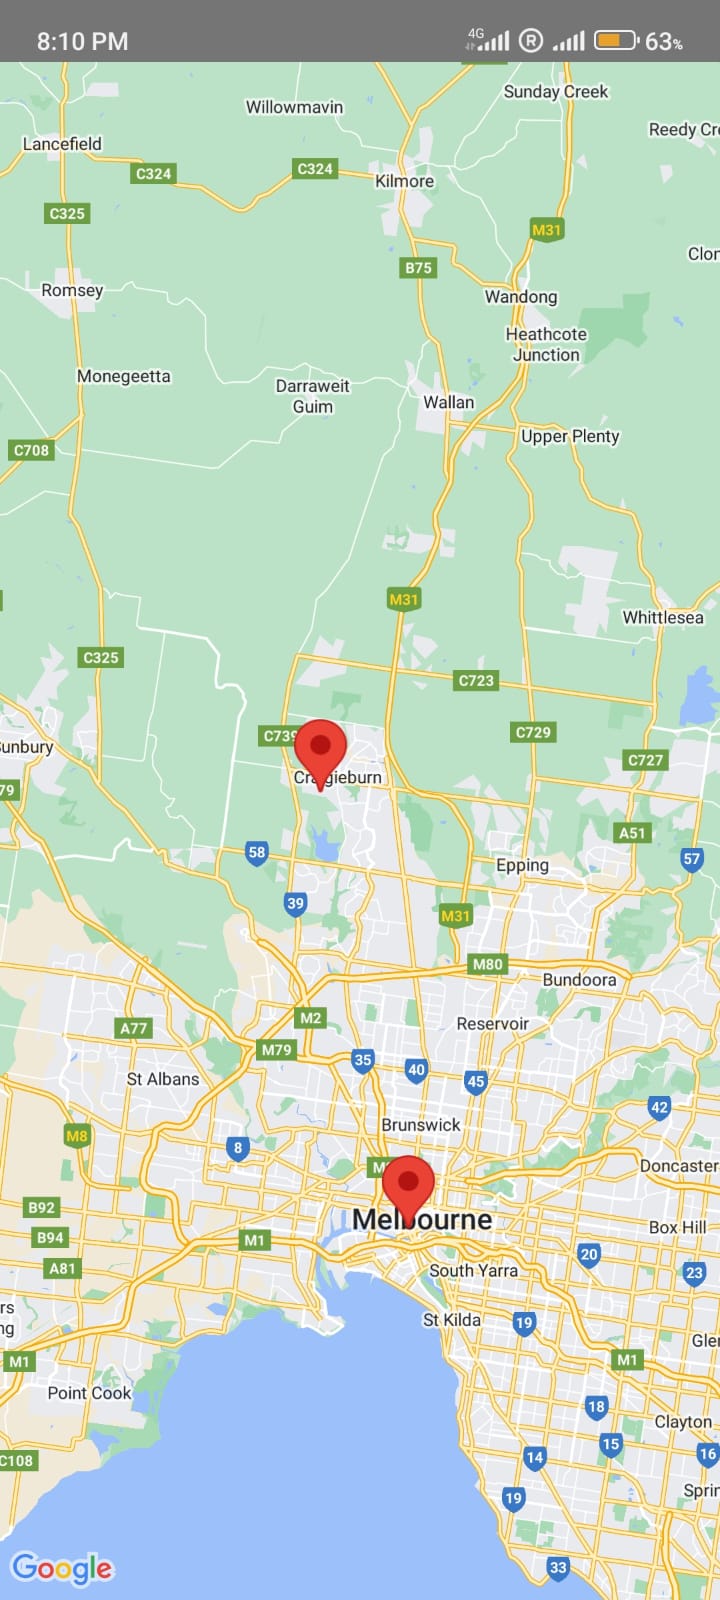 8:10 PM
4G
R
63%
Sunday Creek
Willowmavin
Reedy Cr
Lancefield
C324
C324
Kilmore
C325
M31
Clon
B75
Romsey
Wandong
Heathcote
Junction
Monegeetta
Darraweit
Guim
Wallan
Upper Plenty
C708
M31
Whittlesea
C325
C723
C739
C729
unbury
C727
Craigieburn
79
A51
58
57
Epping
39
M31
M80
Bundoora
M2
Reservoir
A77
M79
35
40
St Albans
45
42
Brunswick
M8
8
Doncaster
B92
Melbourne
Box Hill
B94
M1
20
A81
South Yarra
23
rs
ng
St Kilda
19
Gler
M1
M1
Point Cook
18
Clayton
15
16
14
C108
Sprin
19
Google
33